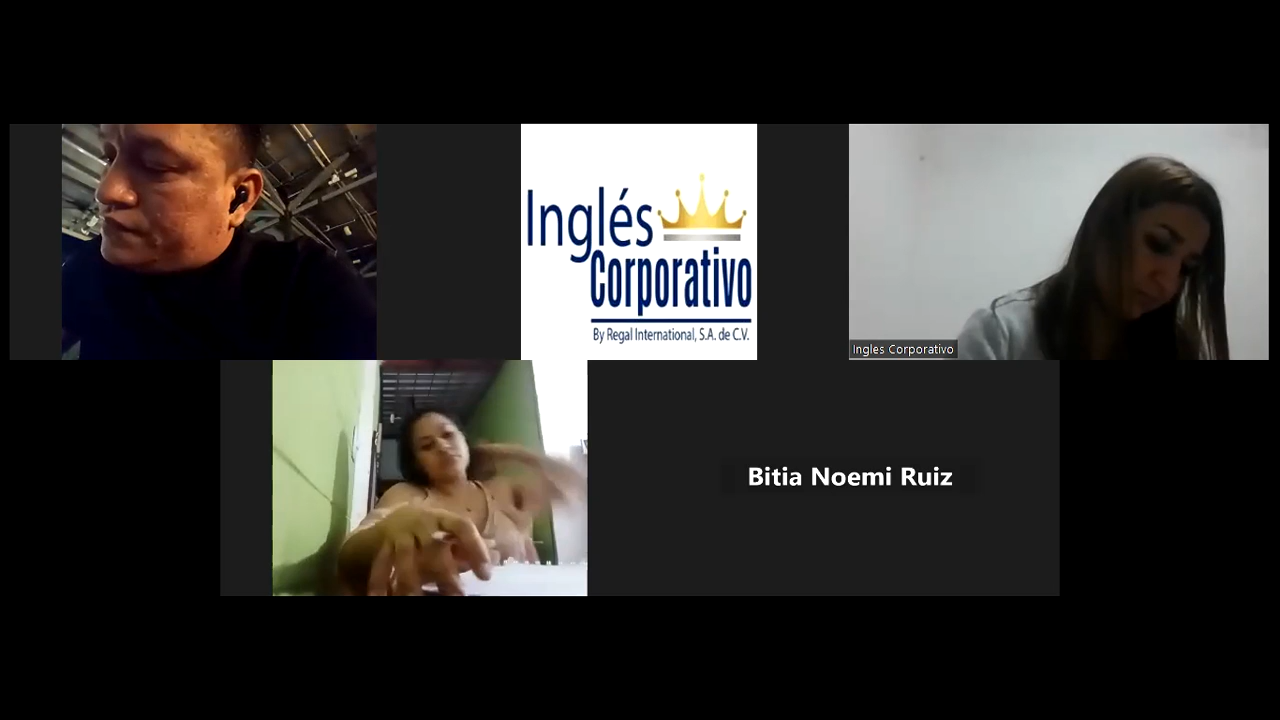 Inglés
Corporativo
By Regal International, S.A. de C.V.
Ingles Corporativo
Bitia Noemi Ruiz